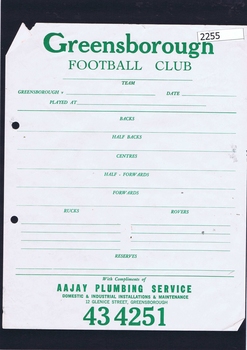 2255
Greensborough
FOOTBALL CLUB
TEAM
GREENSBOROUGH v DATE
PLAYED AT
BACKS
HALF BACKS
CENTRES
HALF - FORWARDS
FORWARDS
RUCKS ROVERS
RESERVES
With Compliments of
AAJAY PLUMBING SERVICE
DOMESTIC & INDUSTRIAL INSTALLATIONS & MAINTENANCE
12 GLENICE STREET, GREENSBOROUGH
43 4251